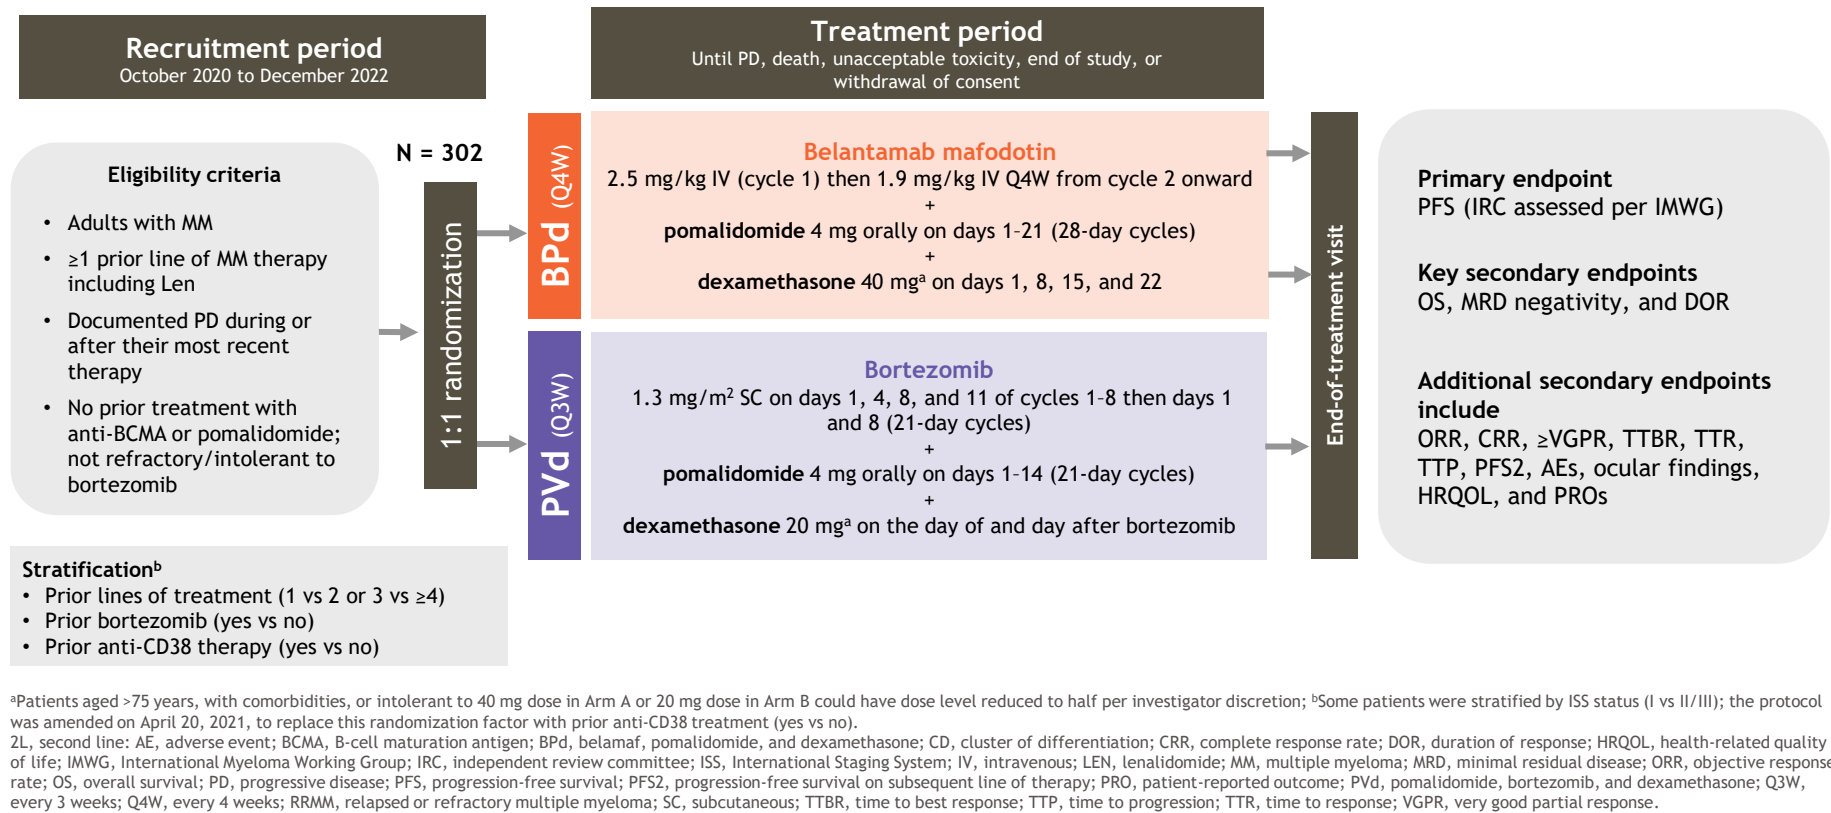 Recruitment period
October 2020 to December 2022
Treatment period
Until PD, death, unacceptable toxicity, end of study, or
withdrawal of consent
Eligibility criteria
• Adults with MM
• ≥1 prior line of MM therapy
including Len
• Documented PD during or
after their most recent
therapy
• No prior treatment with
anti-BCMA or pomalidomide;
not refractory/intolerant to
bortezomib
N = 302
1:1 randomization
BPd (Q4W)
Belantamab mafodotin
2.5 mg/kg IV (cycle 1) then 1.9 mg/kg IV Q4W from cycle 2 onward
+
pomalidomide 4 mg orally on days 1–21 (28-day cycles)
+
dexamethasone 40 mgᵃ on days 1, 8, 15, and 22
PVd (Q3W)
Bortezomib
1.3 mg/m² SC on days 1, 4, 8, and 11 of cycles 1–8 then days 1
and 8 (21-day cycles)
+
pomalidomide 4 mg orally on days 1–14 (21-day cycles)
+
dexamethasone 20 mgᵃ on the day of and day after bortezomib
End-of-treatment visit
Primary endpoint
PFS (IRC assessed per IMWG)
Key secondary endpoints
OS, MRD negativity, and DOR
Additional secondary endpoints
include
ORR, CRR, ≥VGPR, TTBR, TTR,
TTP, PFS2, AEs, ocular findings,
HRQOL, and PROs
Stratificationᵇ
• Prior lines of treatment (1 vs 2 or 3 vs ≥4)
• Prior bortezomib (yes vs no)
• Prior anti-CD38 therapy (yes vs no)
ᵃPatients aged >75 years, with comorbidities, or intolerant to 40 mg dose in Arm A or 20 mg dose in Arm B could have dose level reduced to half per investigator discretion; ᵇSome patients were stratified by ISS status (I vs II/III); the protocol
was amended on April 20, 2021, to replace this randomization factor with prior anti-CD38 treatment (yes vs no).
2L, second line: AE, adverse event; BCMA, B-cell maturation antigen; BPd, belamaf, pomalidomide, and dexamethasone; CD, cluster of differentiation; CRR, complete response rate; DOR, duration of response; HRQOL, health-related quality
of life; IMWG, International Myeloma Working Group; IRC, independent review committee; ISS, International Staging System; IV, intravenous; LEN, lenalidomide; MM, multiple myeloma; MRD, minimal residual disease; ORR, objective response
rate; OS, overall survival; PD, progressive disease; PFS, progression-free survival; PFS2, progression-free survival on subsequent line of therapy; PRO, patient-reported outcome; PVd, pomalidomide, bortezomib, and dexamethasone; Q3W,
every 3 weeks; Q4W, every 4 weeks; RRMM, relapsed or refractory multiple myeloma; SC, subcutaneous; TTBR, time to best response; TTP, time to progression; TTR, time to response; VGPR, very good partial response.